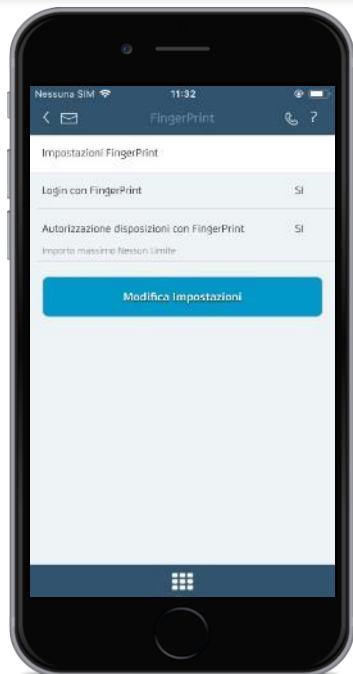 Nessuna SIM 11:32
FingerPrint ?
Impostazioni FingerPrint
Login con FingerPrint SI
Autorizzazione disposizioni con FingerPrint SI
Importo massimo Nessun Limite
Modifica Impostazioni